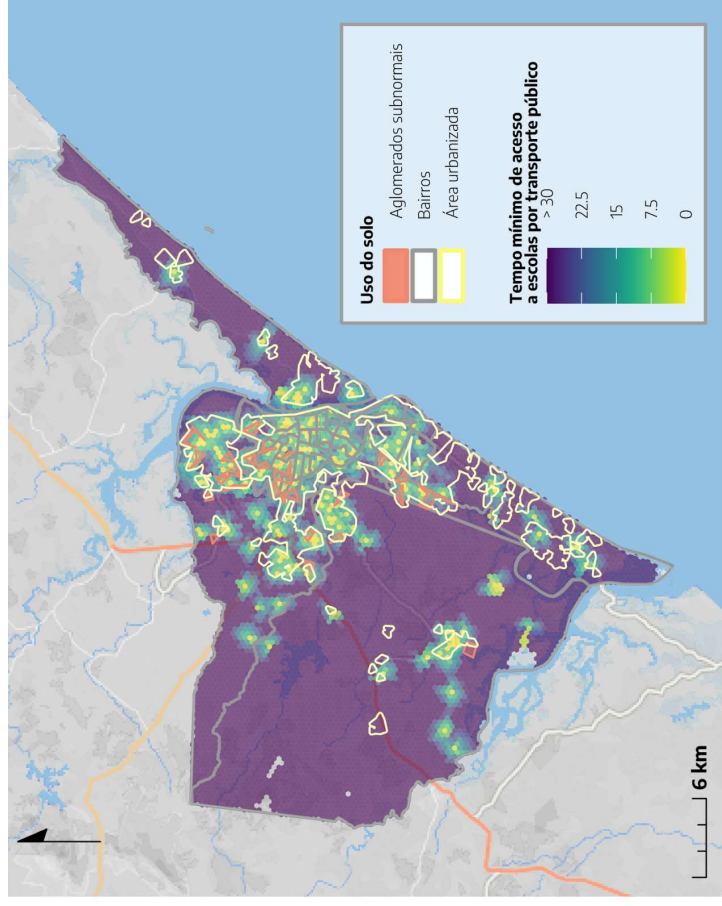 Uso do solo
Aglomerados subnormais
Bairros
Área urbanizada
Tempo mínimo de acesso
a escolas por transporte público
> 30
22.5
15
7.5
0
6 km